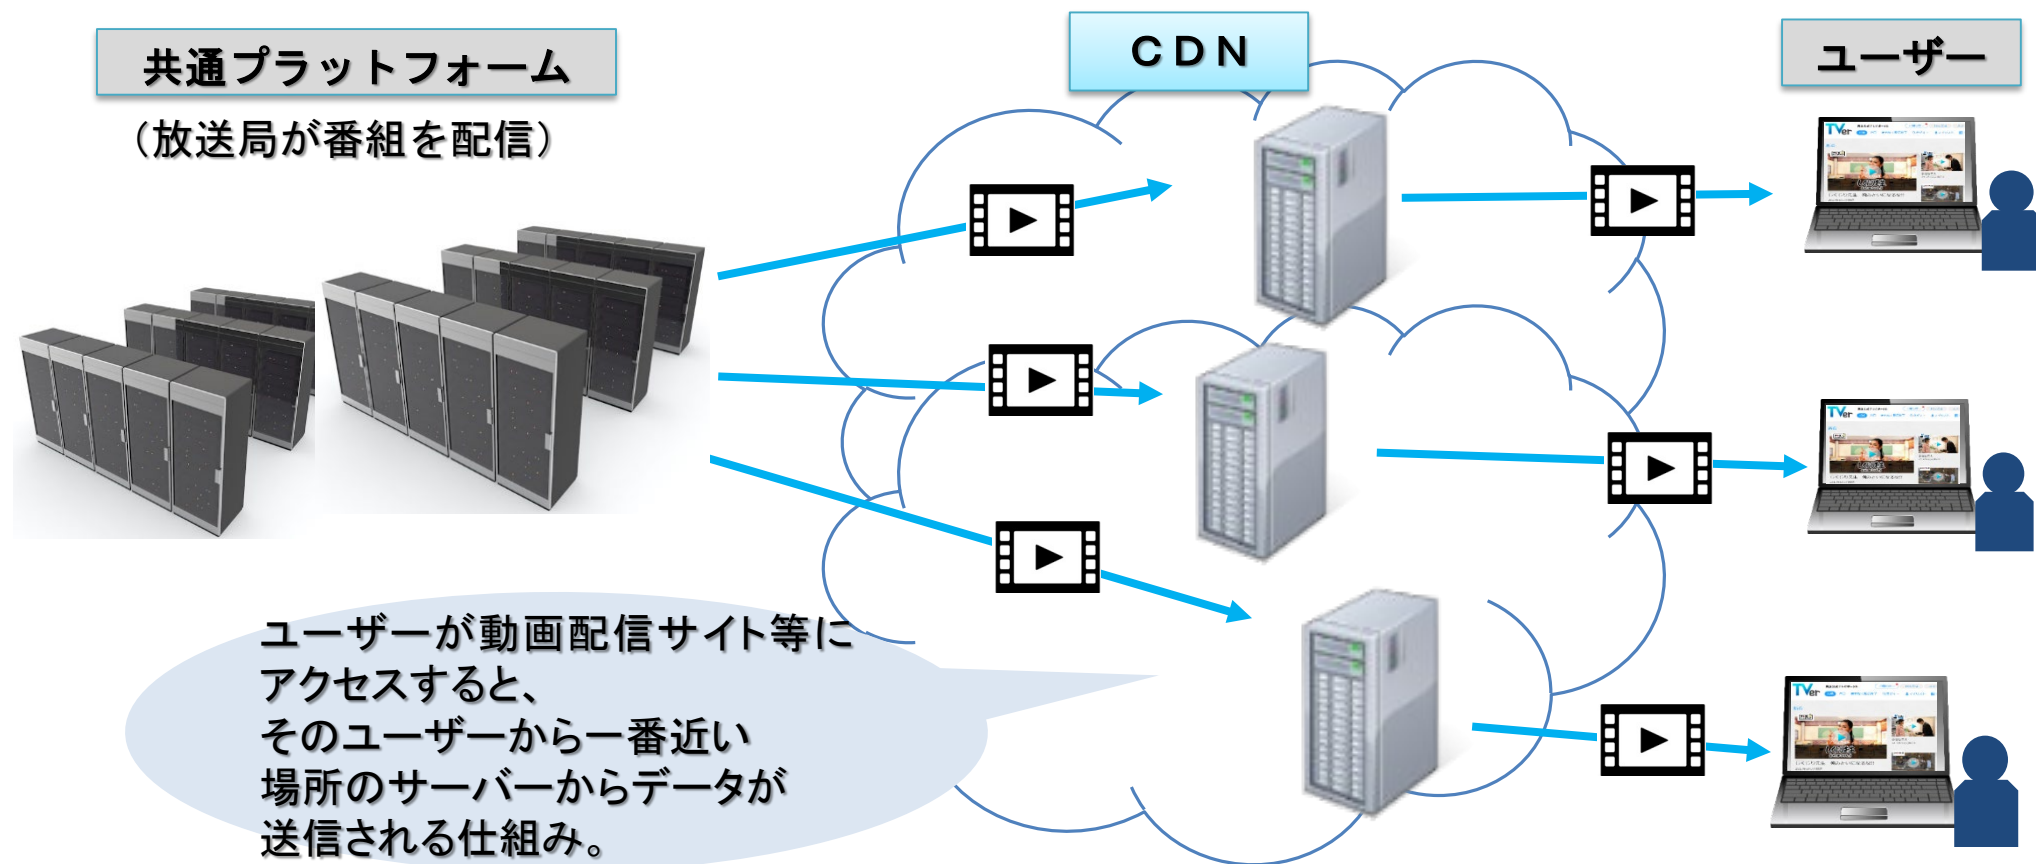 共通プラットフォーム
（放送局が番組を配信）
ＣＤＮ
ユーザー
TVer
TVer
TVer
ユーザーが動画配信サイト等に
アクセスすると、
そのユーザーから一番近い
場所のサーバーからデータが
送信される仕組み。